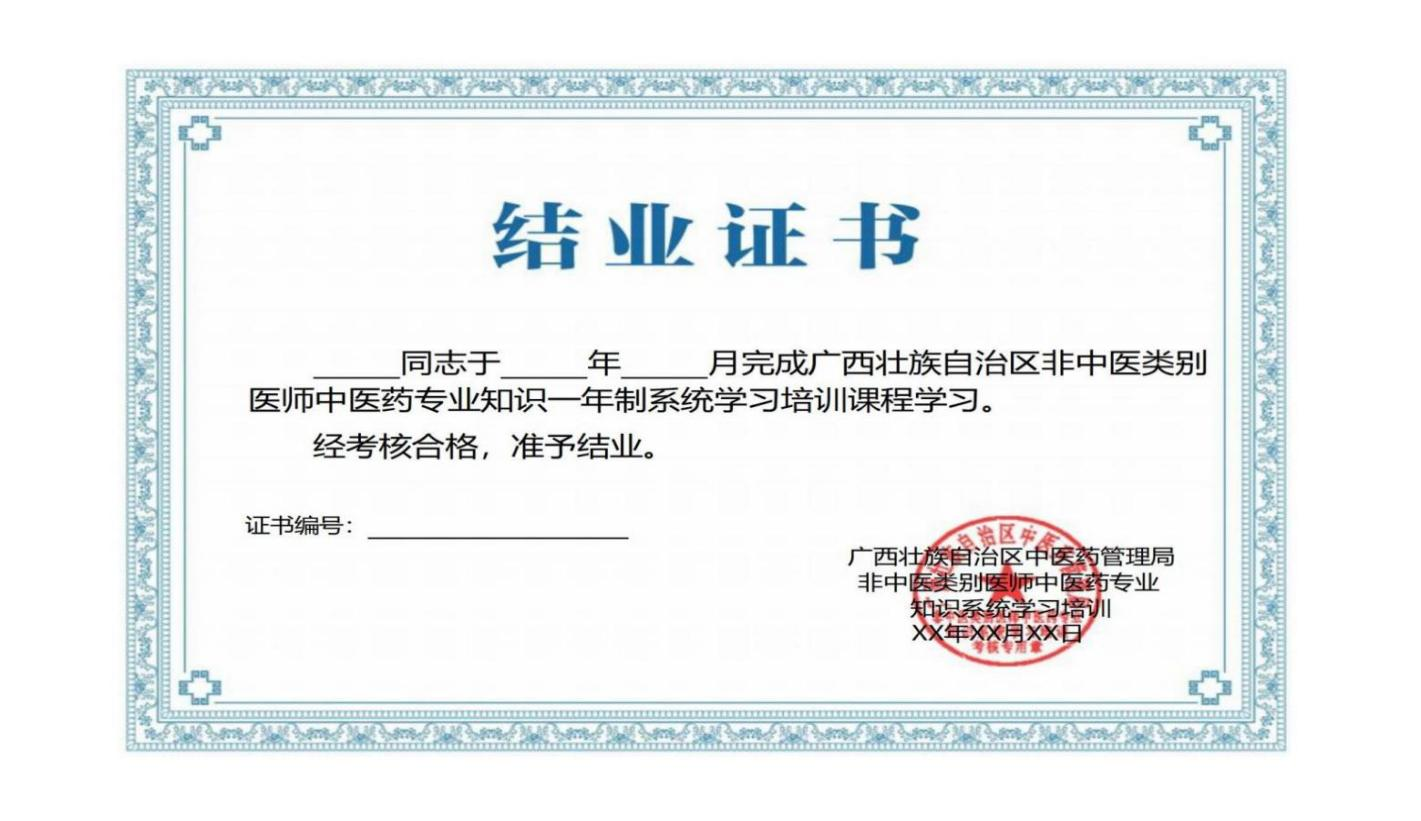 结业证书
______同志于______年______月完成广西壮族自治区非中医类别
医师中医药专业知识一年制系统学习培训课程学习。
经考核合格，准予结业。
证书编号：__________________
广西壮族自治区中医药管理局
非中医类别医师中医药专业
知识系统学习培训
XX年XX月XX日
考核专用章